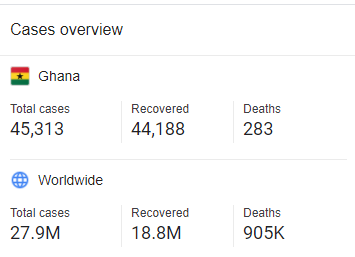 Cases overview
Ghana
Total cases Recovered Deaths
45,313 44,188 283
Worldwide
Total cases Recovered Deaths
27.9M 18.8M 905K